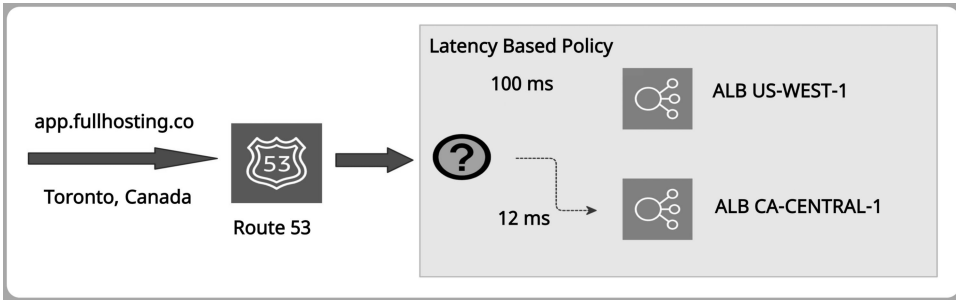 Latency Based Policy
100 ms
ALB US-WEST-1
app.fullhosting.co
53
?
Toronto, Canada
12 ms
ALB CA-CENTRAL-1
Route 53